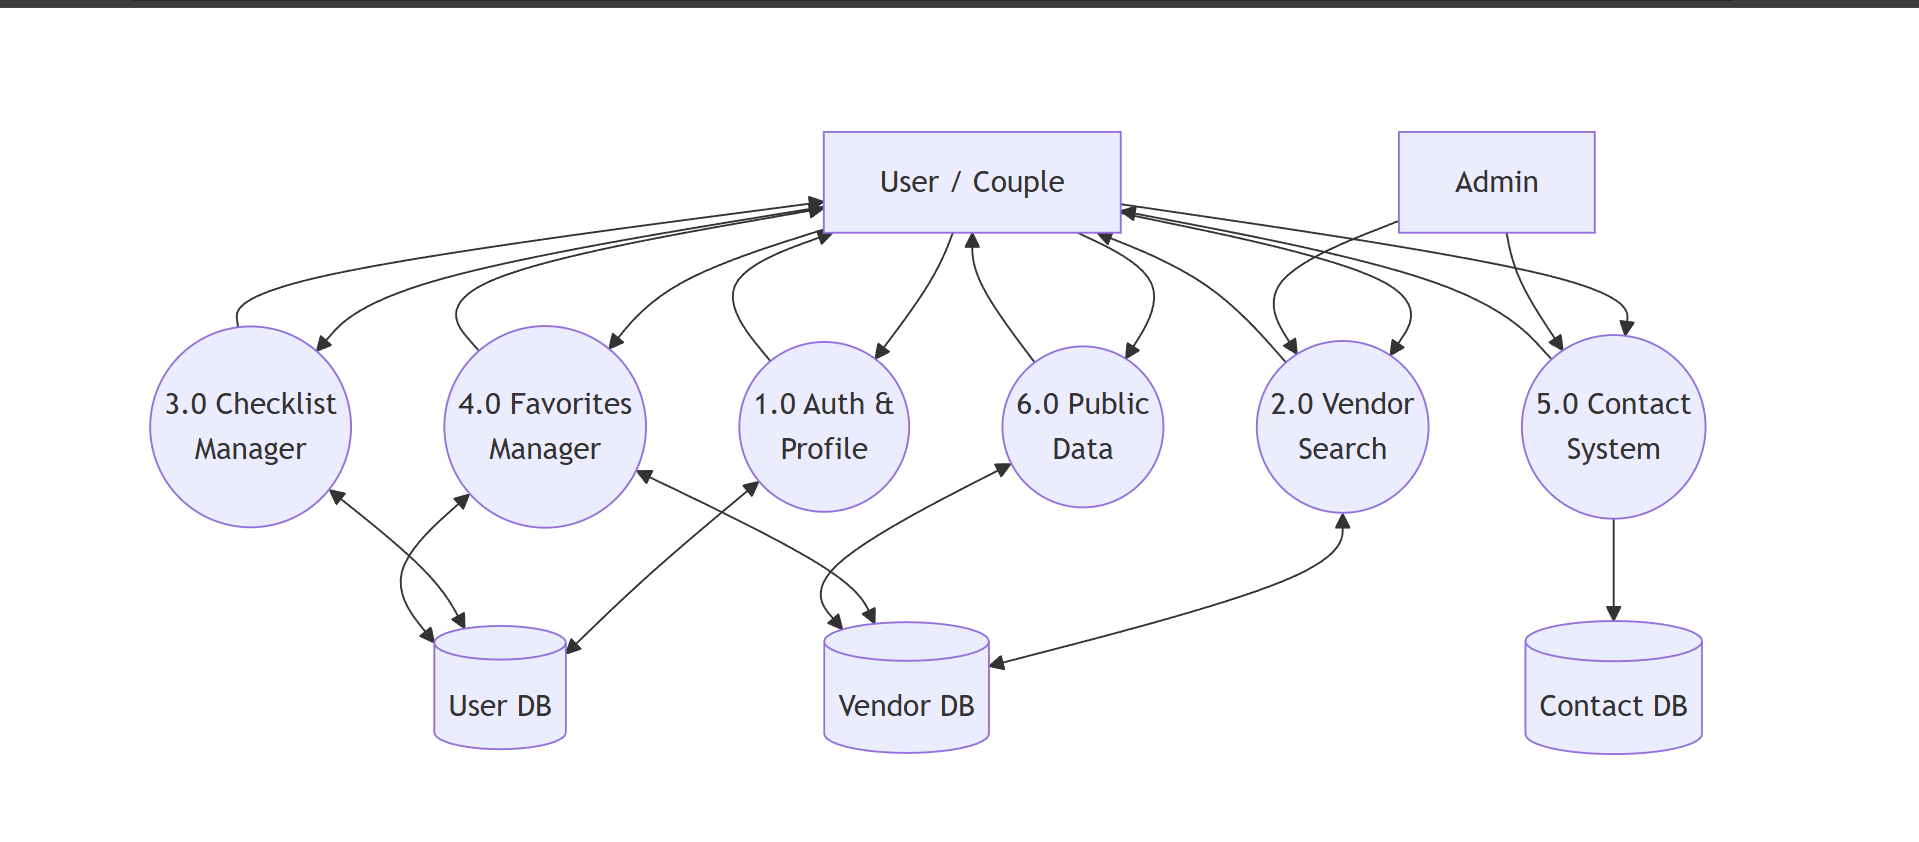 User / Couple
Admin
3.0 Checklist
Manager
4.0 Favorites
Manager
1.0 Auth &
Profile
6.0 Public
Data
2.0 Vendor
Search
5.0 Contact
System
User DB
Vendor DB
Contact DB